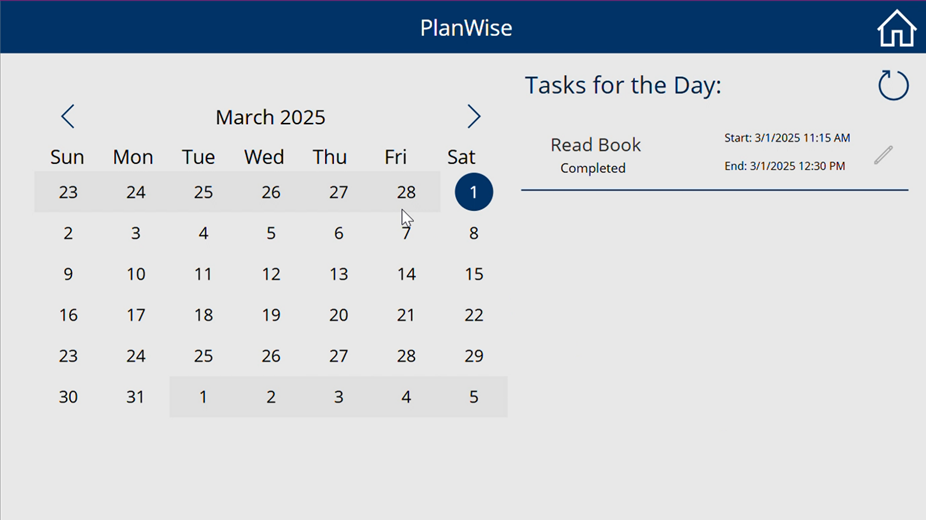 PlanWise
March 2025
Sun Mon Tue Wed Thu Fri Sat
23 24 25 26 27 28 1
2 3 4 5 6 7 8
9 10 11 12 13 14 15
16 17 18 19 20 21 22
23 24 25 26 27 28 29
30 31 1 2 3 4 5
Tasks for the Day:
Read Book
Completed
Start: 3/1/2025 11:15 AM
End: 3/1/2025 12:30 PM